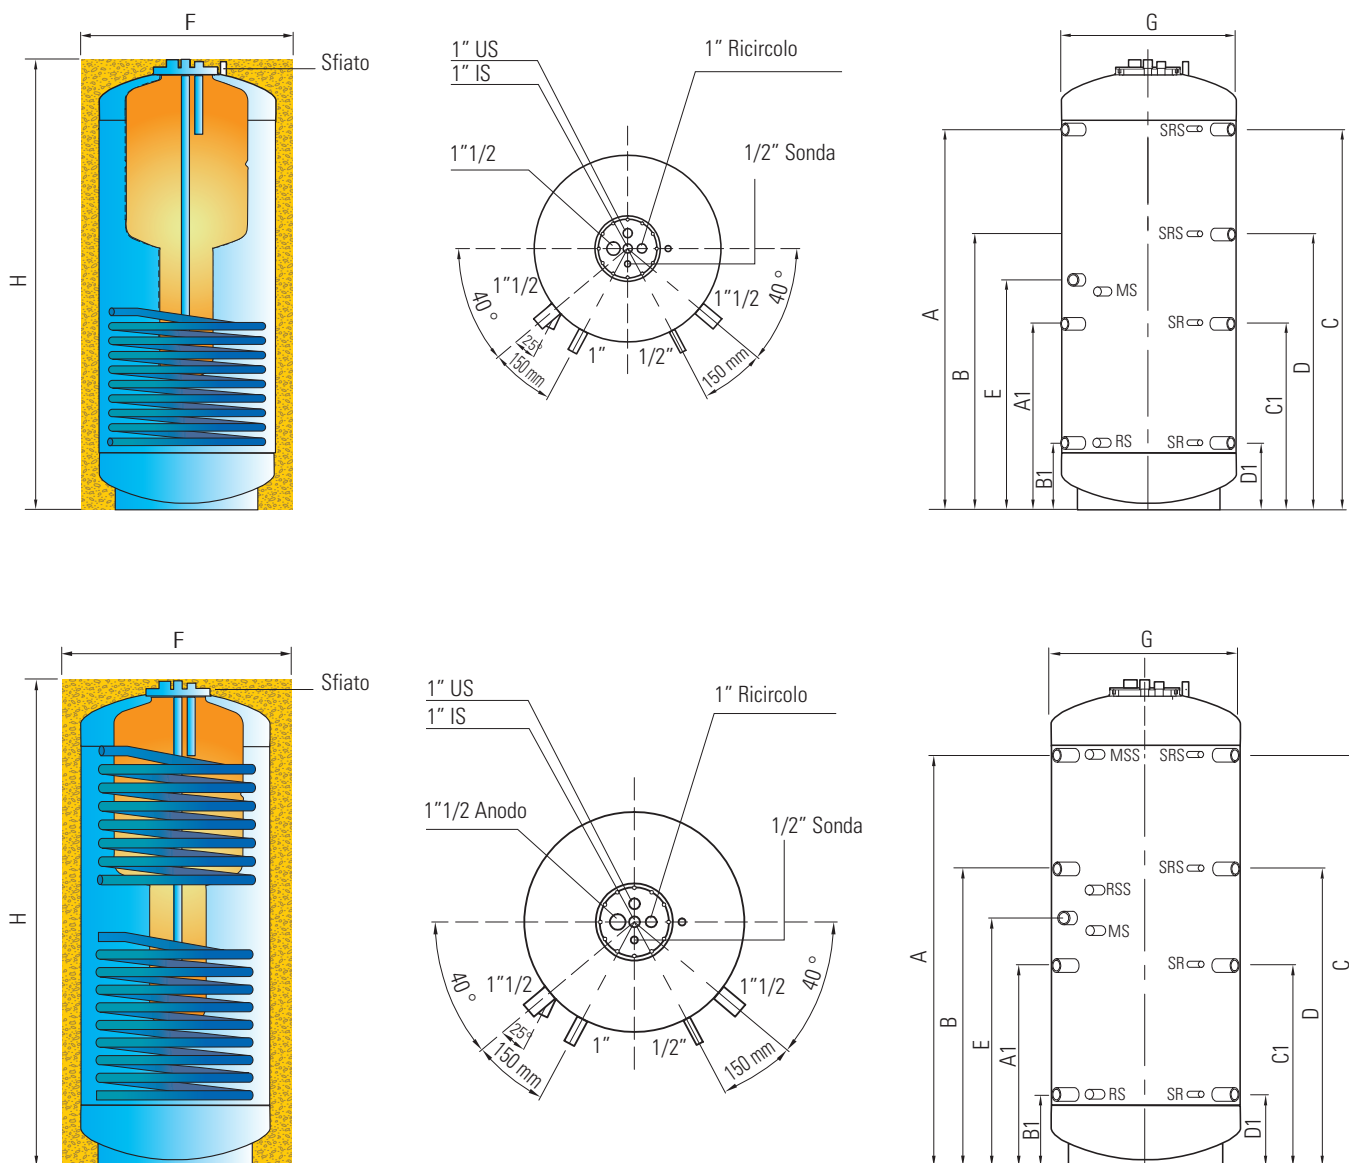 F
Sfiato
H
1” US
1” IS
1” Ricircolo
1”1/2
1/2” Sonda
40 °
1”1/2
25°
150 mm
1”
1/2”
150 mm
1”1/2
40 °
G
SRS
SRS
MS
SR
RS
SR
A
B
E
A1
B1
C
D
C1
D1
F
Sfiato
H
1” US
1” IS
1” Ricircolo
1”1/2 Anodo
1/2” Sonda
40 °
1”1/2
25°
150 mm
1”
1/2”
150 mm
1”1/2
40 °
G
MSS
SRS
SRS
RSS
MS
SR
RS
SR
A
B
E
A1
B1
C
D
C1
D1